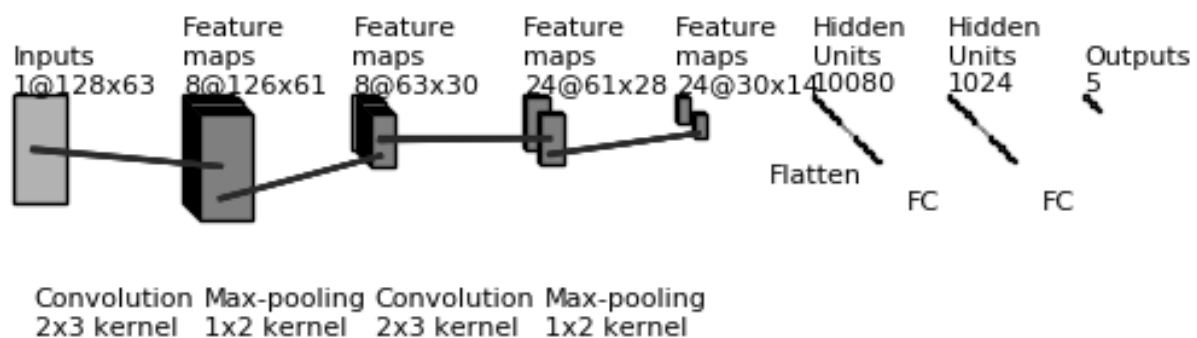 Inputs
1@128x63
Feature
maps
8@126x61
Feature
maps
8@63x30
Feature
maps
24@61x28
Feature
maps
24@30x14
Hidden
Units
10080
Hidden
Units
1024
Outputs
5
Flatten
FC
FC
Convolution
2x3 kernel
Max-pooling
1x2 kernel
Convolution
2x3 kernel
Max-pooling
1x2 kernel